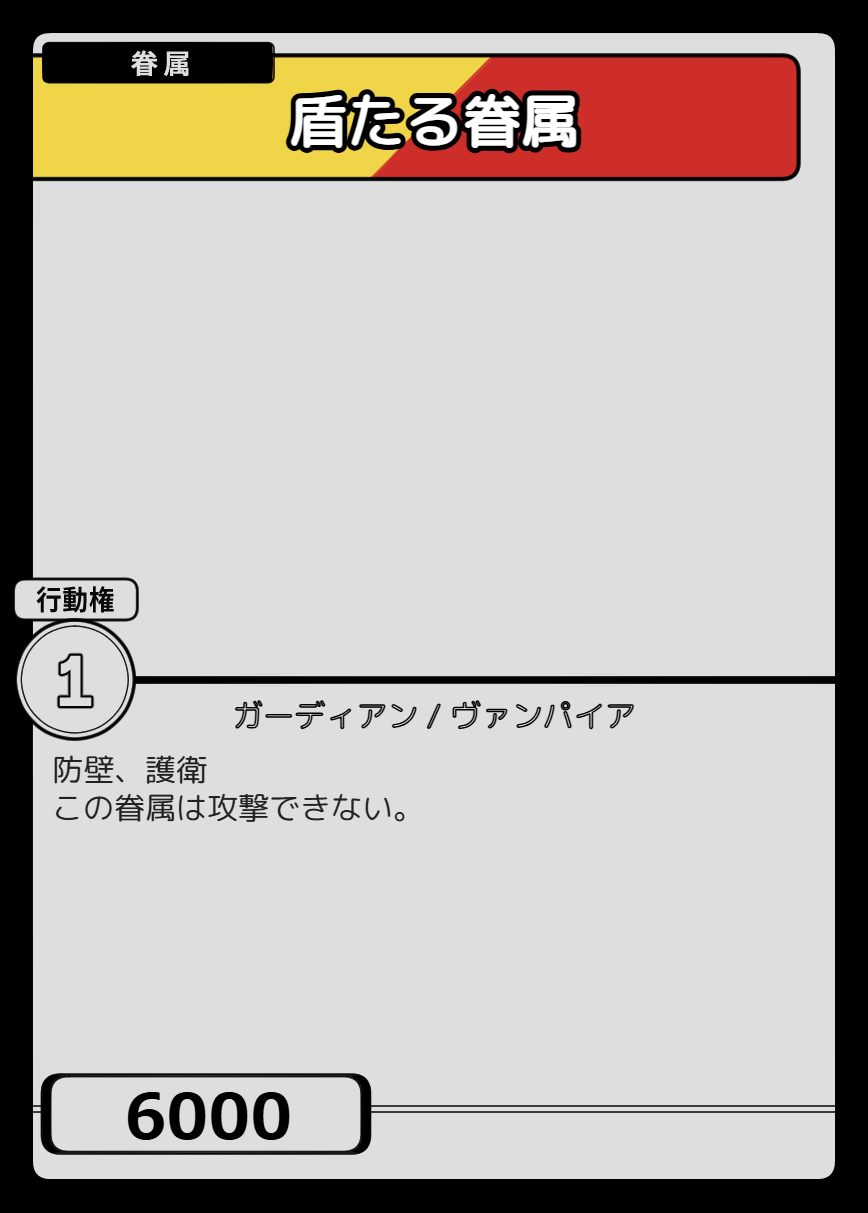 眷属
盾たる眷属
行動権
1
ガーディアン / ヴァンパイア
防壁、護衛
この眷属は攻撃できない。
6000